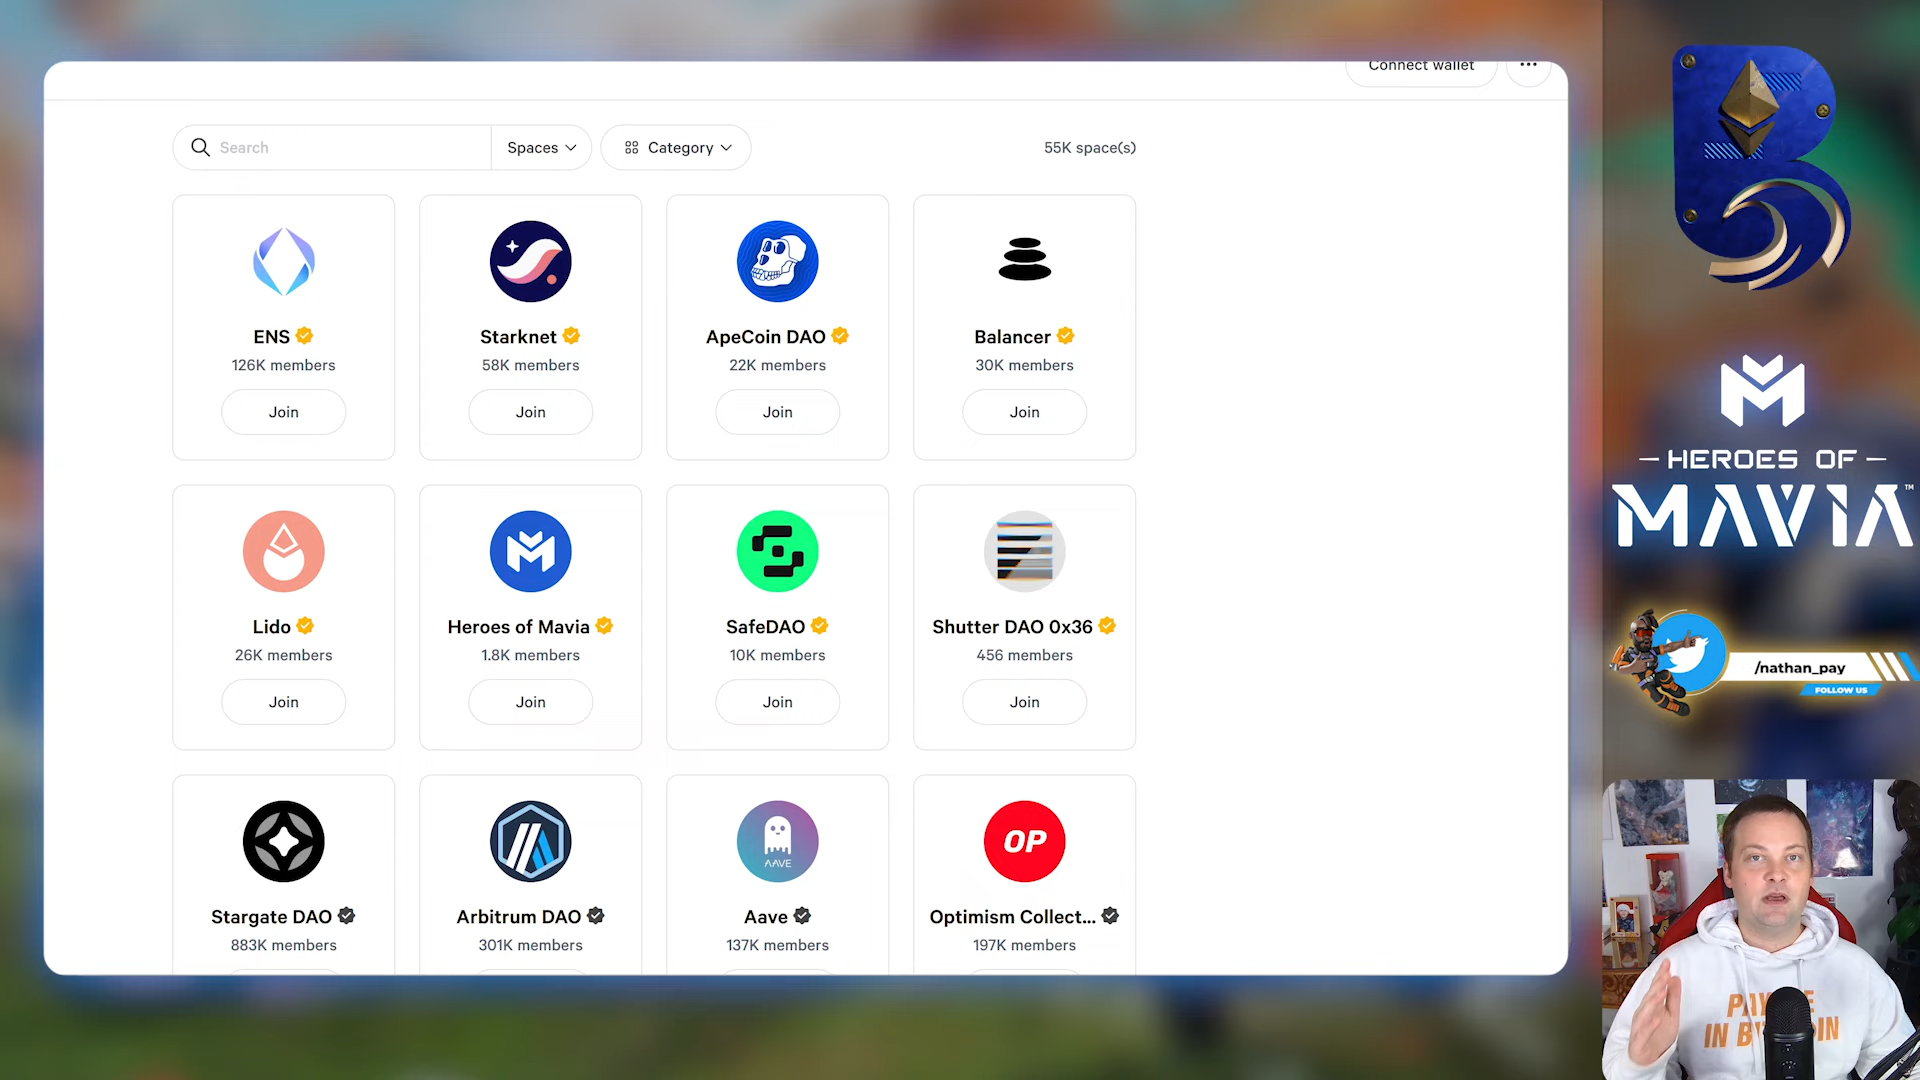 Connect wallet
Search
Spaces
Category
55K space(s)
ENS
Starknet
ApeCoin DAO
Balancer
126K members
58K members
22K members
30K members
Join
Join
Join
Join
Lido
Heroes of Mavia
SafeDAO
Shutter DAO 0x36
26K members
1.8K members
10K members
456 members
Join
Join
Join
Join
AAVE
OP
Stargate DAO
Arbitrum DAO
Aave
Optimism Collect...
883K members
301K members
137K members
197K members
HEROES OF
MAVIA™
/nathan_pay
FOLLOW US